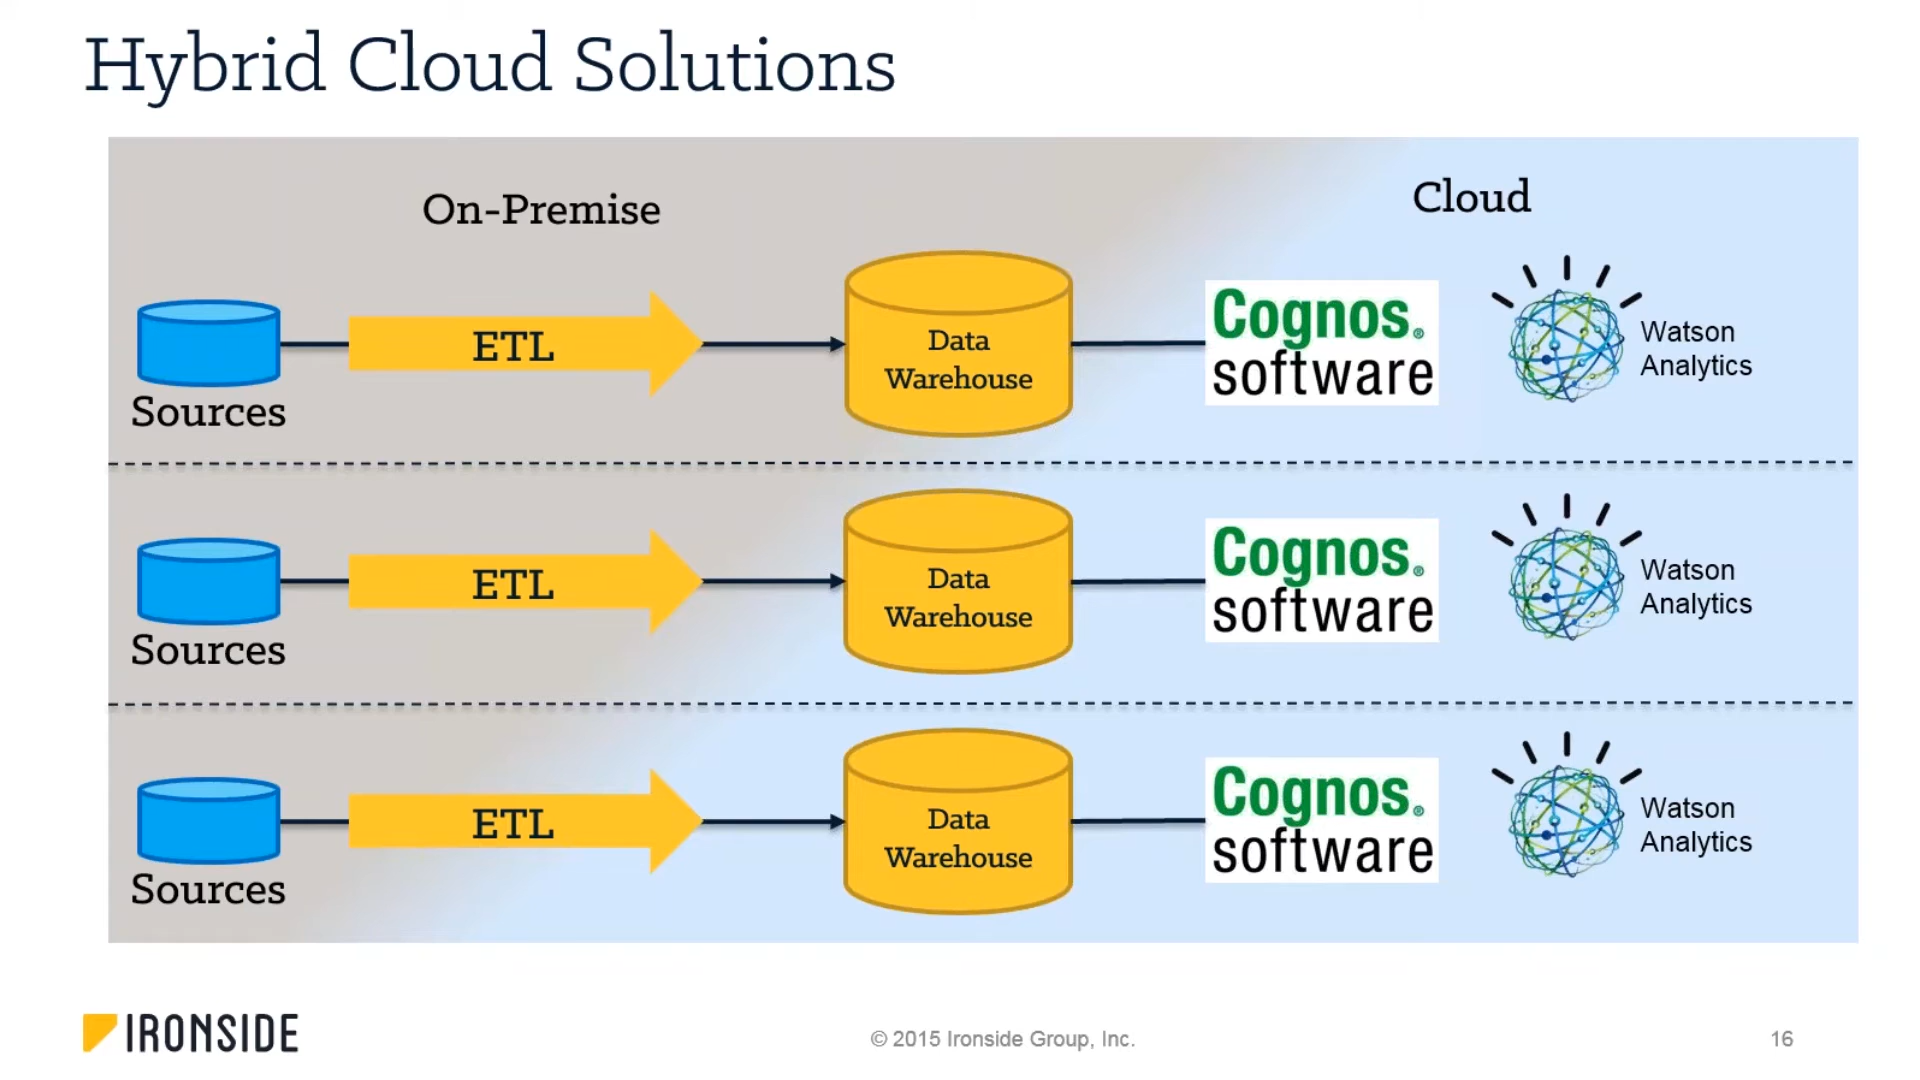 Hybrid Cloud Solutions
On-Premise
Cloud
Sources
ETL
Data
Warehouse
Cognos®
software
Watson
Analytics
Sources
ETL
Data
Warehouse
Cognos®
software
Watson
Analytics
Sources
ETL
Data
Warehouse
Cognos®
software
Watson
Analytics
IRONSIDE
© 2015 Ironside Group, Inc.
16